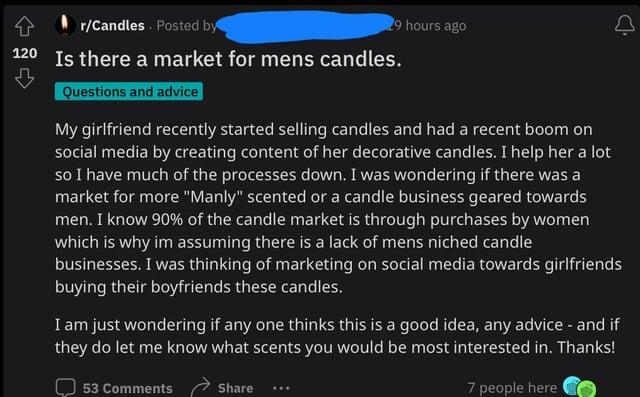 r/Candles · Posted by 9 hours ago
120
Is there a market for mens candles.
Questions and advice
My girlfriend recently started selling candles and had a recent boom on
social media by creating content of her decorative candles. I help her a lot
so I have much of the processes down. I was wondering if there was a
market for more "Manly" scented or a candle business geared towards
men. I know 90% of the candle market is through purchases by women
which is why im assuming there is a lack of mens niched candle
businesses. I was thinking of marketing on social media towards girlfriends
buying their boyfriends these candles.
I am just wondering if any one thinks this is a good idea, any advice - and if
they do let me know what scents you would be most interested in. Thanks!
53 Comments Share ... 7 people here